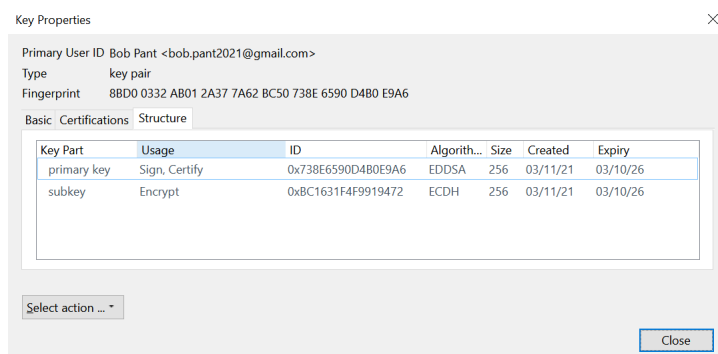 Key Properties
Primary User ID Bob Pant <bob.pant2021@gmail.com>
Type key pair
Fingerprint 8BD0 0332 AB01 2A37 7A62 BC50 738E 6590 D4B0 E9A6
Basic Certifications Structure
Key Part Usage ID Algorith... Size Created Expiry
primary key Sign, Certify 0x738E6590D4B0E9A6 EDDSA 256 03/11/21 03/10/26
subkey Encrypt 0xBC1631F4F9919472 ECDH 256 03/11/21 03/10/26
Select action ...
Close